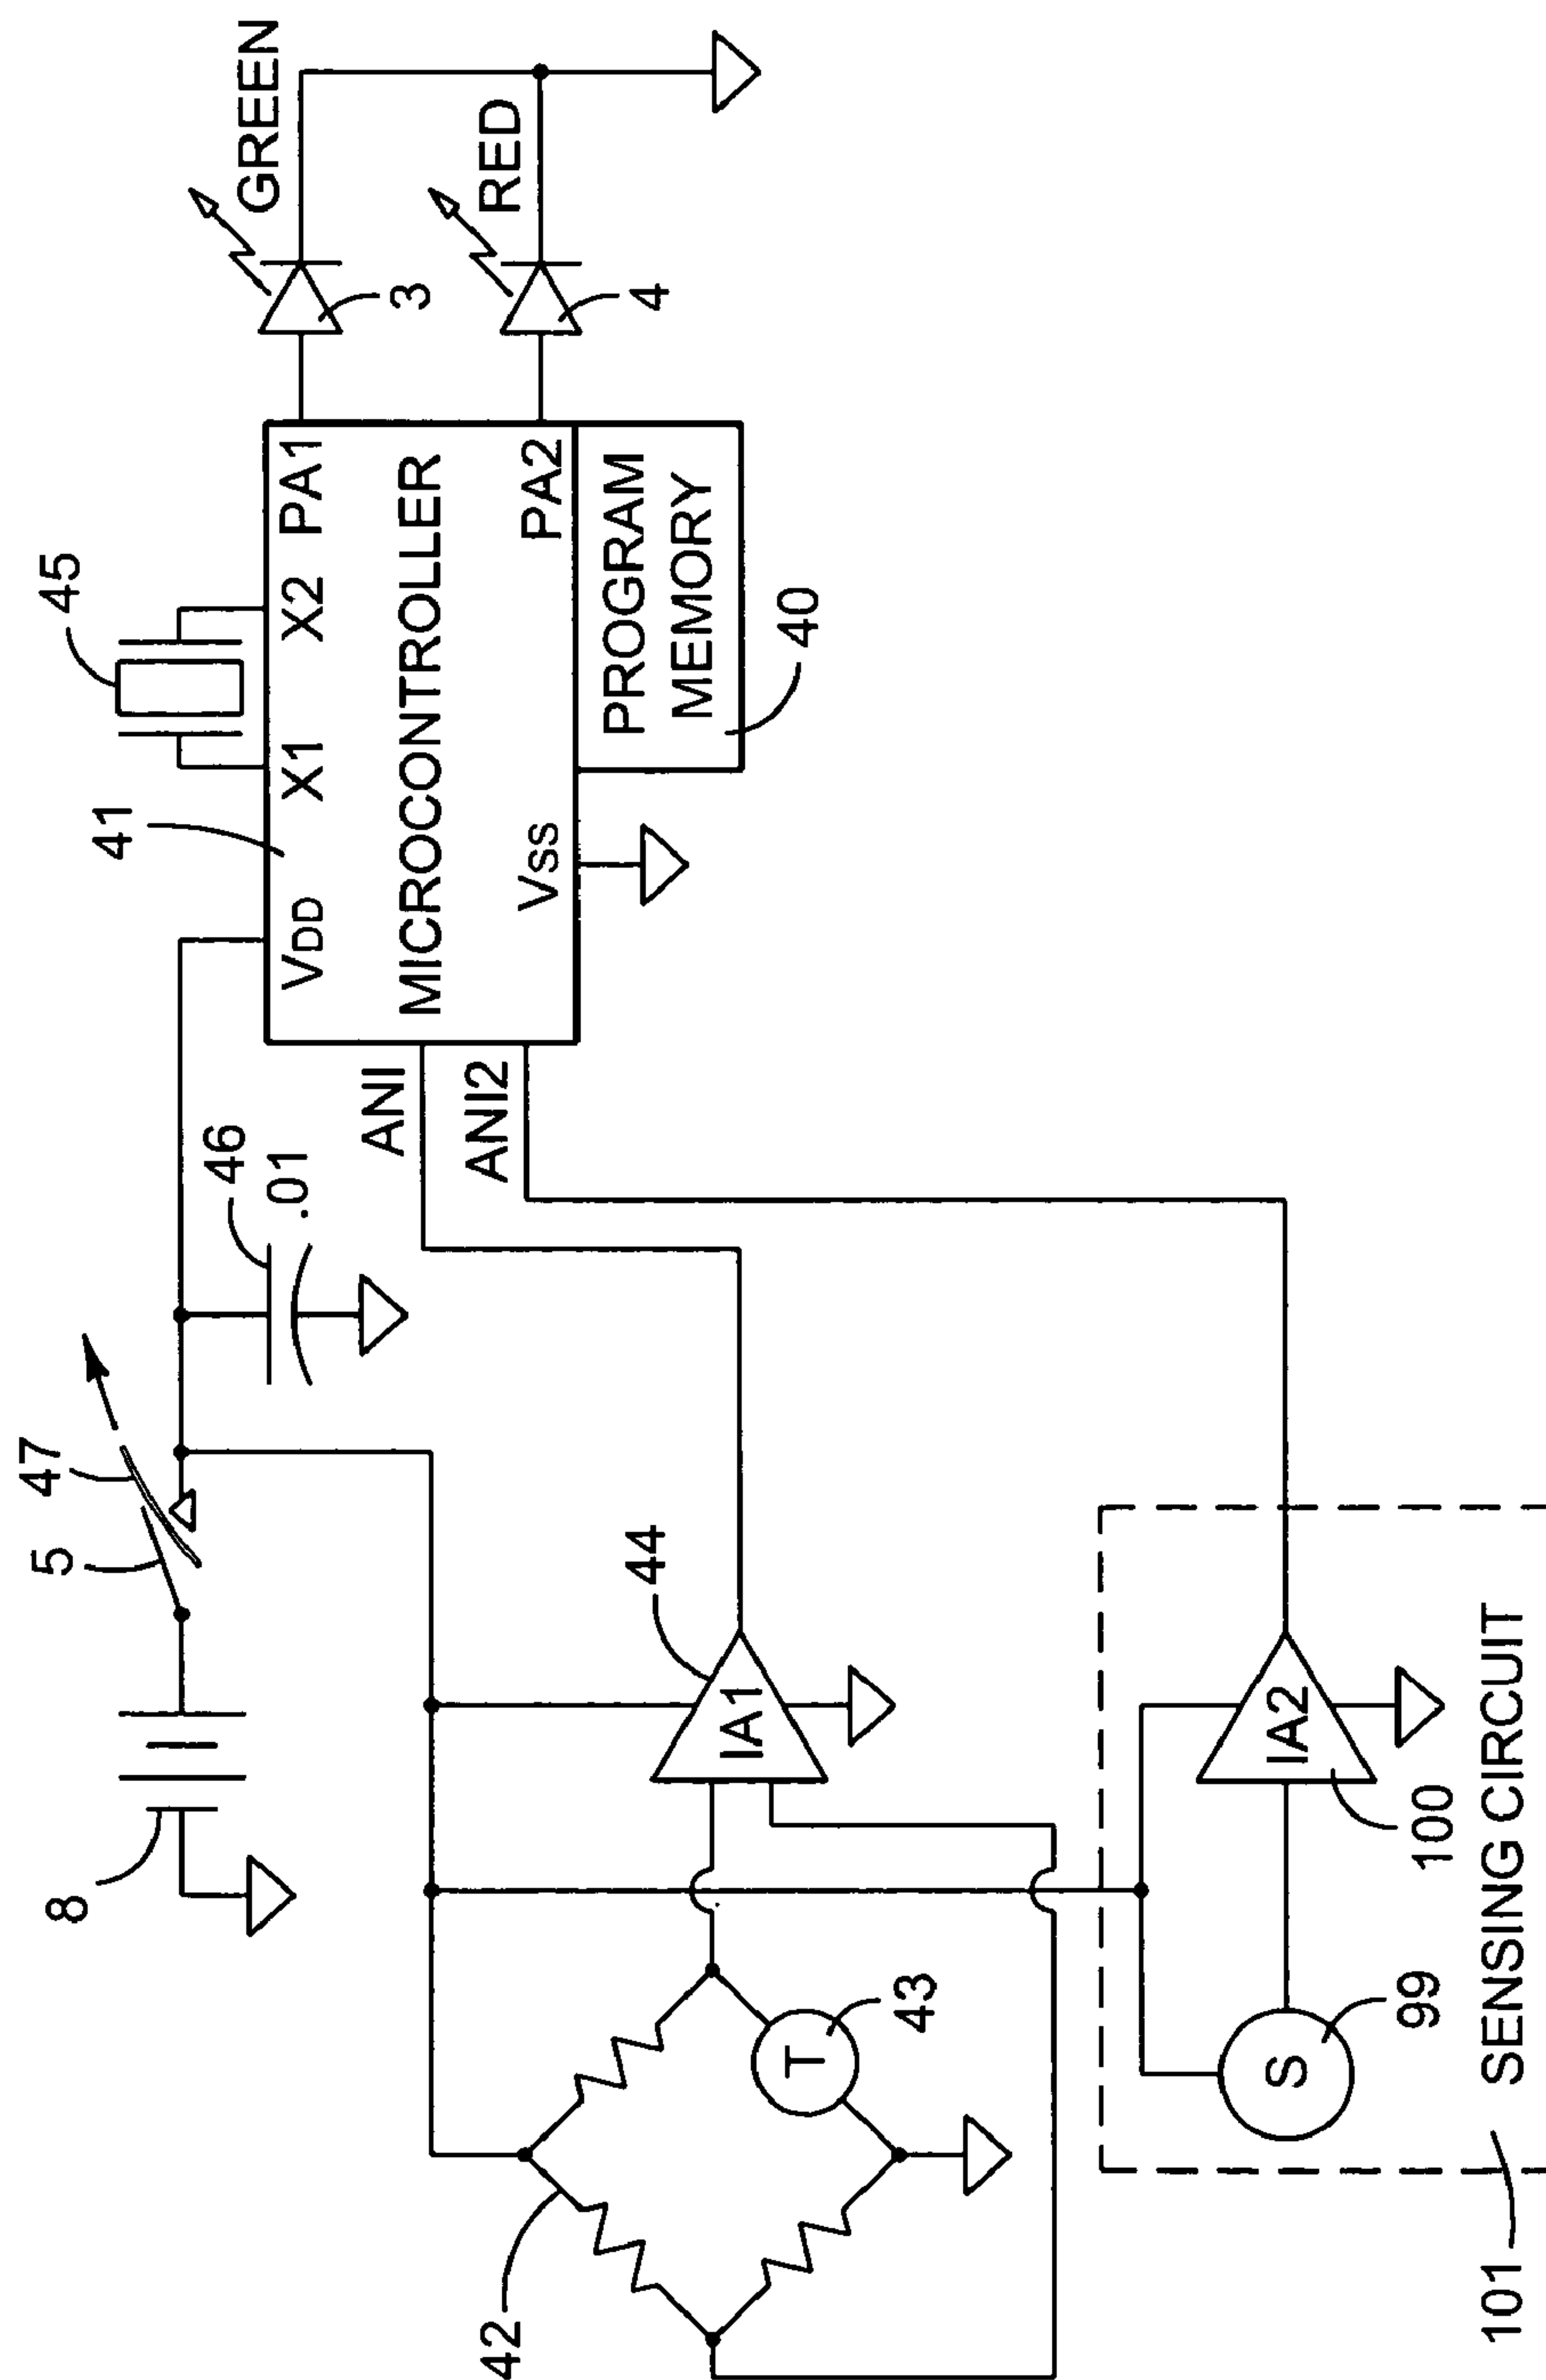 8
5
47
46
.01
45
41
VDD
X1
X2
PA1
GREEN
3
ANI
MICROCONTROLLER
ANI2
VSS
PA2
RED
4
PROGRAM
MEMORY
40
42
T
43
IA1
44
S
99
IA2
100
101
SENSING CIRCUIT